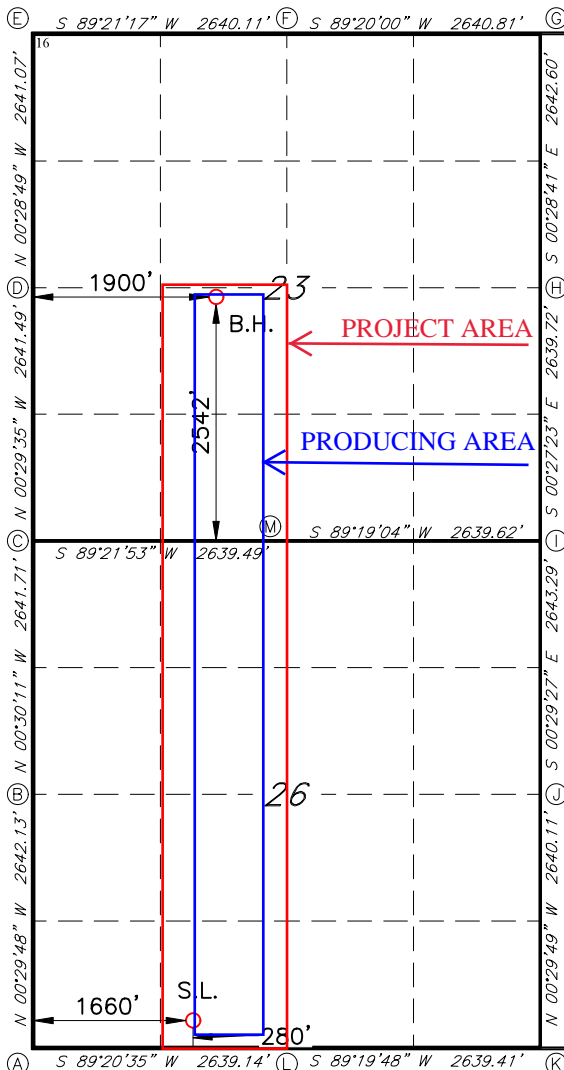 E S 89°21'17" W 2640.11' F S 89°20'00" W 2640.81' G
16
N 00°28'49" W 2641.07'
S 00°28'41" E 2642.60'
D 1900' 23 H
B.H.
PROJECT AREA
N 00°29'35" W 2641.49'
2542'
S 00°27'23" E 2639.72'
PRODUCING AREA
M
C S 89°19'04" W 2639.62' I
S 89°21'53" W 2639.49'
N 00°30'11" W 2641.71'
S 00°29'27" E 2643.29'
B 26 J
N 00°29'48" W 2642.13'
S 00°29'49" W 2640.11'
1660' S.L.
280'
A S 89°20'35" W 2639.14' L S 89°19'48" W 2639.41' K